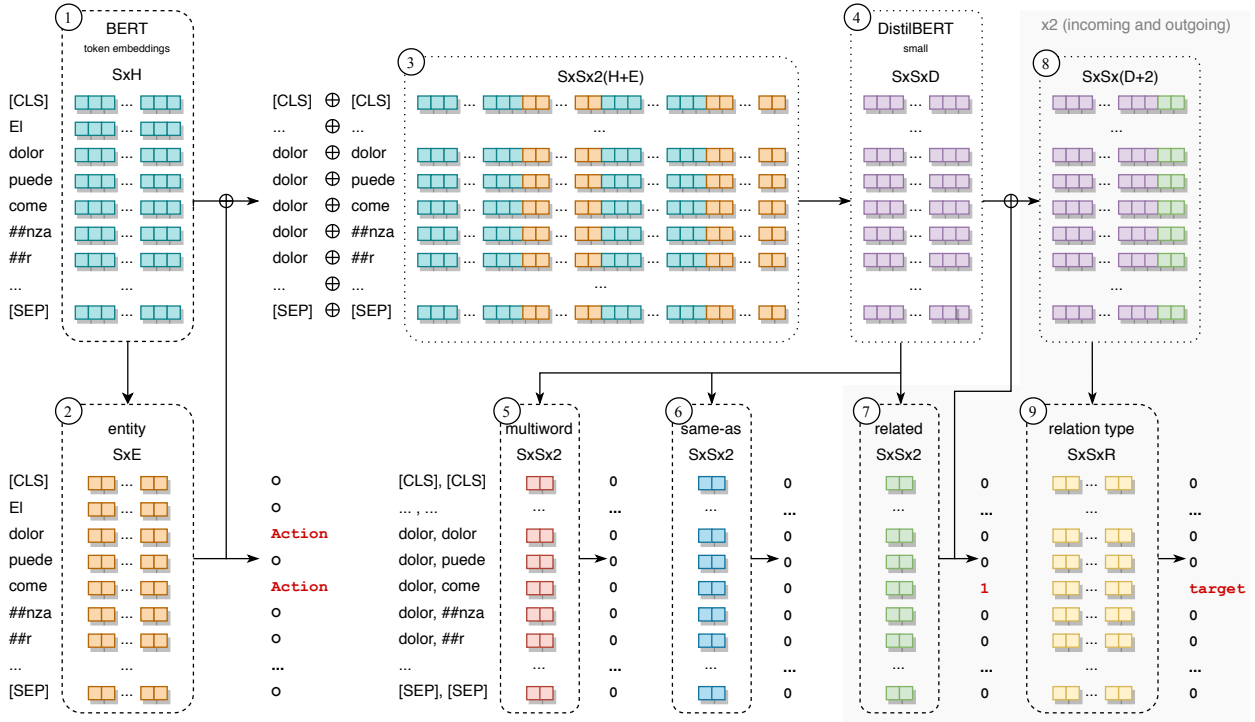 1 BERT
token embeddings
SxH
[CLS]
El
dolor
puede
come
##nza
##r
...
[SEP]
3 SxSx2(H+E)
[CLS] ⊕ [CLS] ... ... ... ... ...
... ⊕ ... ...
dolor ⊕ dolor ... ... ... ... ...
dolor ⊕ puede ... ... ... ... ...
dolor ⊕ come ... ... ... ... ...
dolor ⊕ ##nza ... ... ... ... ...
dolor ⊕ ##r ... ... ... ... ...
... ⊕ ... ...
[SEP] ⊕ [SEP] ... ... ... ... ...
4 DistilBERT
small
SxSxD
x2 (incoming and outgoing)
8 SxSx(D+2)
2 entity
SxE
[CLS] ... O
El ... O
dolor ... Action
puede ... O
come ... Action
##nza ... O
##r ... O
... ... ...
[SEP] ... O
5 multiword
SxSx2
[CLS], [CLS] 0
... , ... ... ...
dolor, dolor 0
dolor, puede 0
dolor, come 0
dolor, ##nza 0
dolor, ##r 0
... ... ...
[SEP], [SEP] 0
6 same-as
SxSx2
0
... ...
0
0
0
0
0
... ...
0
7 related
SxSx2
0
... ...
0
0
1
0
0
... ...
0
9 relation type
SxSxR
... 0
... ...
... 0
... 0
... target
... 0
... 0
... ...
... 0